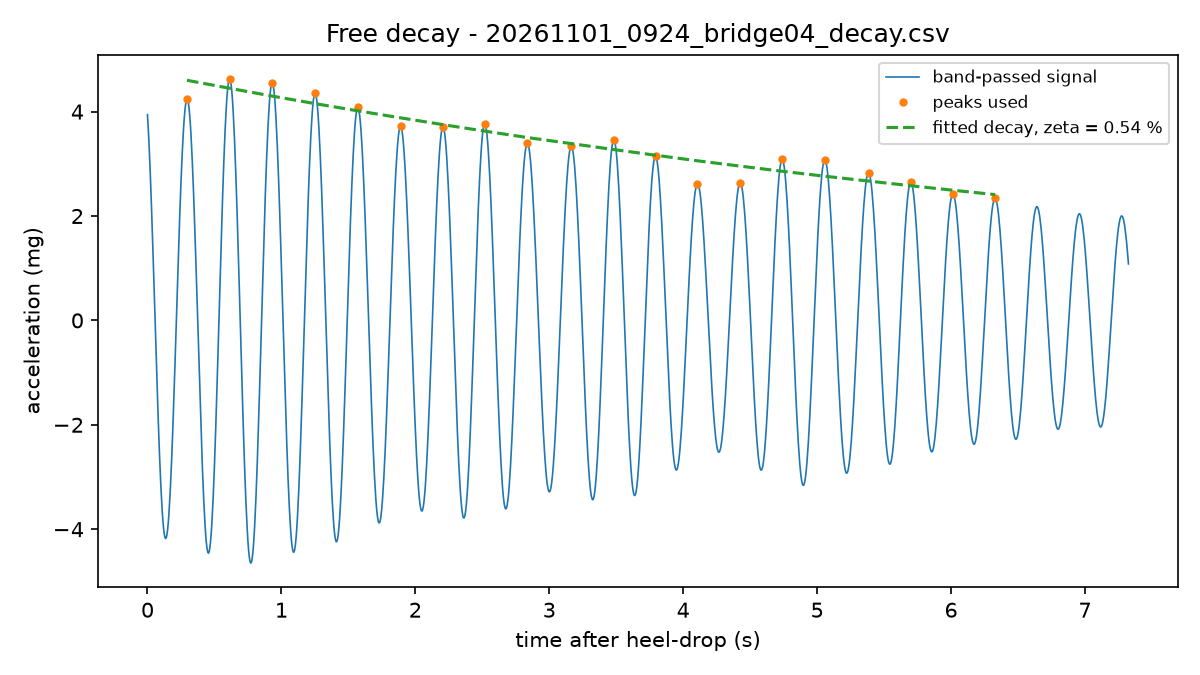 Free decay - 20261101_0924_bridge04_decay.csv
band-passed signal
peaks used
fitted decay, zeta = 0.54 %
acceleration (mg)
4
2
0
−2
−4
0 1 2 3 4 5 6 7
time after heel-drop (s)